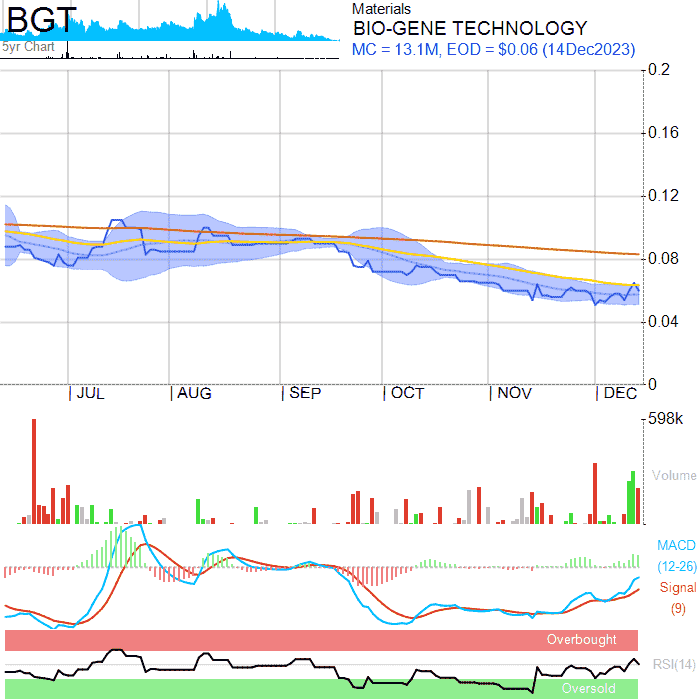 BGT
5yr Chart
Materials
BIO-GENE TECHNOLOGY
MC = 13.1M, EOD = $0.06 (14Dec2023)
0.2
0.16
0.12
0.08
0.04
0
JUL
AUG
SEP
OCT
NOV
DEC
598k
Volume
MACD
(12-26)
Signal
(9)
Overbought
RSI(14)
Oversold